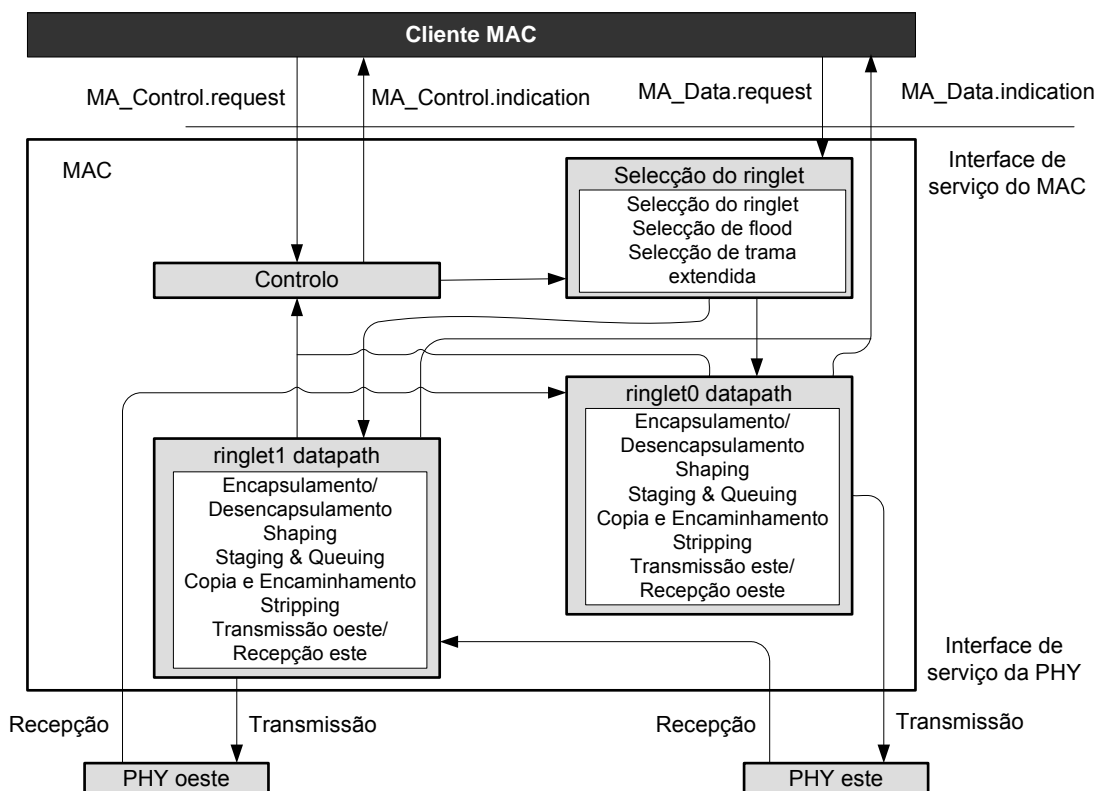 Cliente MAC
MA_Control.request
MA_Control.indication
MA_Data.request
MA_Data.indication
Interface de
serviço do MAC
MAC
Selecção do ringlet
Selecção do ringlet
Selecção de flood
Selecção de trama
extendida
Controlo
ringlet0 datapath
Encapsulamento/
Desencapsulamento
Shaping
Staging & Queuing
Copia e Encaminhamento
Stripping
Transmissão este/
Recepção oeste
ringlet1 datapath
Encapsulamento/
Desencapsulamento
Shaping
Staging & Queuing
Copia e Encaminhamento
Stripping
Transmissão oeste/
Recepção este
Interface de
serviço da PHY
Recepção
Transmissão
Recepção
Transmissão
PHY oeste
PHY este